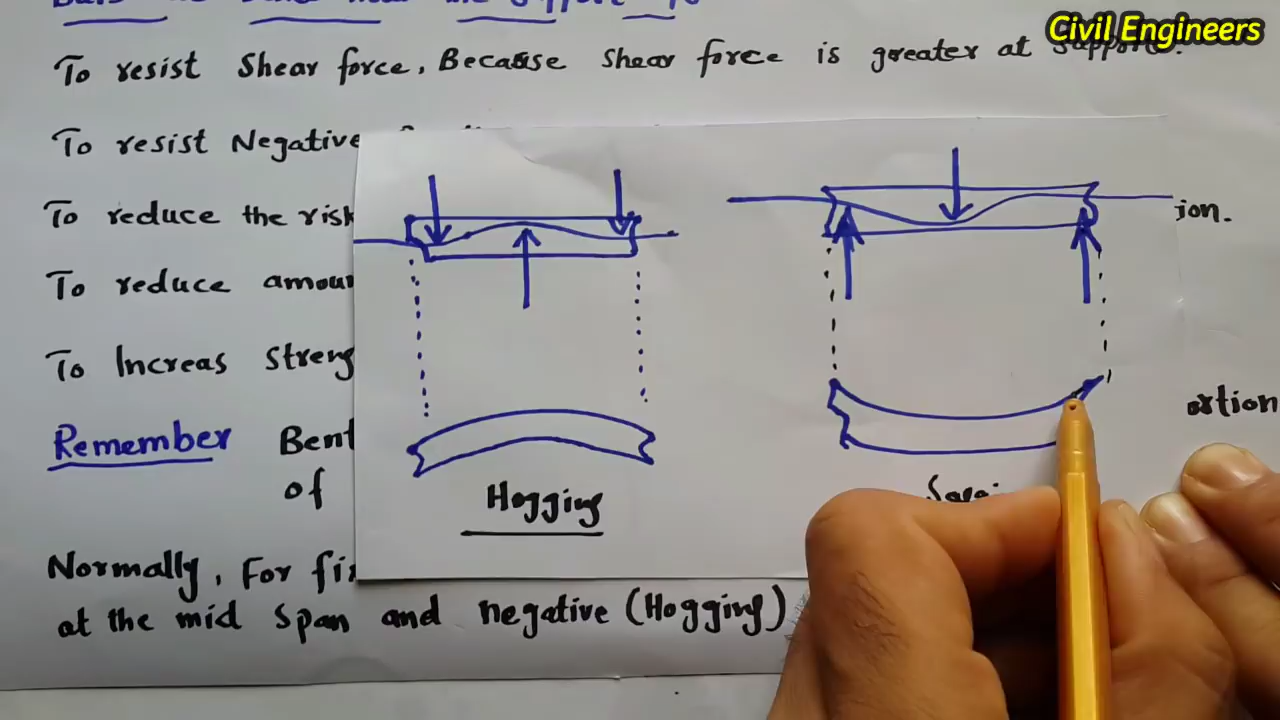 Civil Engineers
To resist Shear force, Because Shear force is greater at Support.
To resist Negative
To reduce the risk
ion.
To reduce amoun
To Increas Streng
ortion
Remember Bent
of
Hogging
Normally, For fir
at the mid span and negative (Hogging)